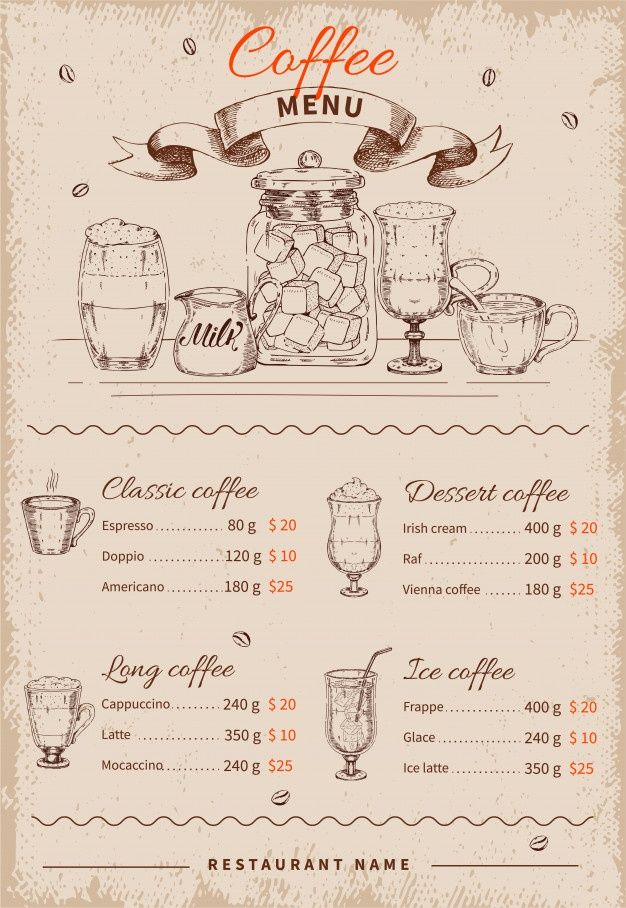 Coffee
MENU
Milk
Classic coffee
Espresso ........... 80 g $ 20
Doppio ............. 120 g $ 10
Americano .......... 180 g $25
Dessert coffee
Irish cream ........... 400 g $ 20
Raf ..................... 200 g $ 10
Vienna coffee ....... 180 g $25
Long coffee
Cappuccino ......... 240 g $ 20
Latte ................ 350 g $ 10
Mocaccino .......... 240 g $25
Ice coffee
Frappe ................ 400 g $ 20
Glace .................. 240 g $ 10
Ice latte ............... 350 g $25
RESTAURANT NAME